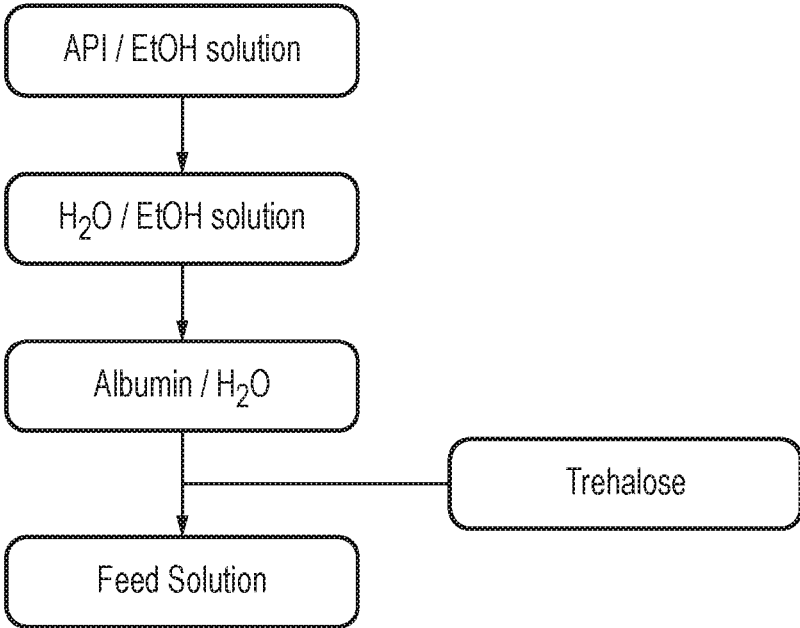 API / EtOH solution
H₂O / EtOH solution
Albumin / H₂O
Trehalose
Feed Solution